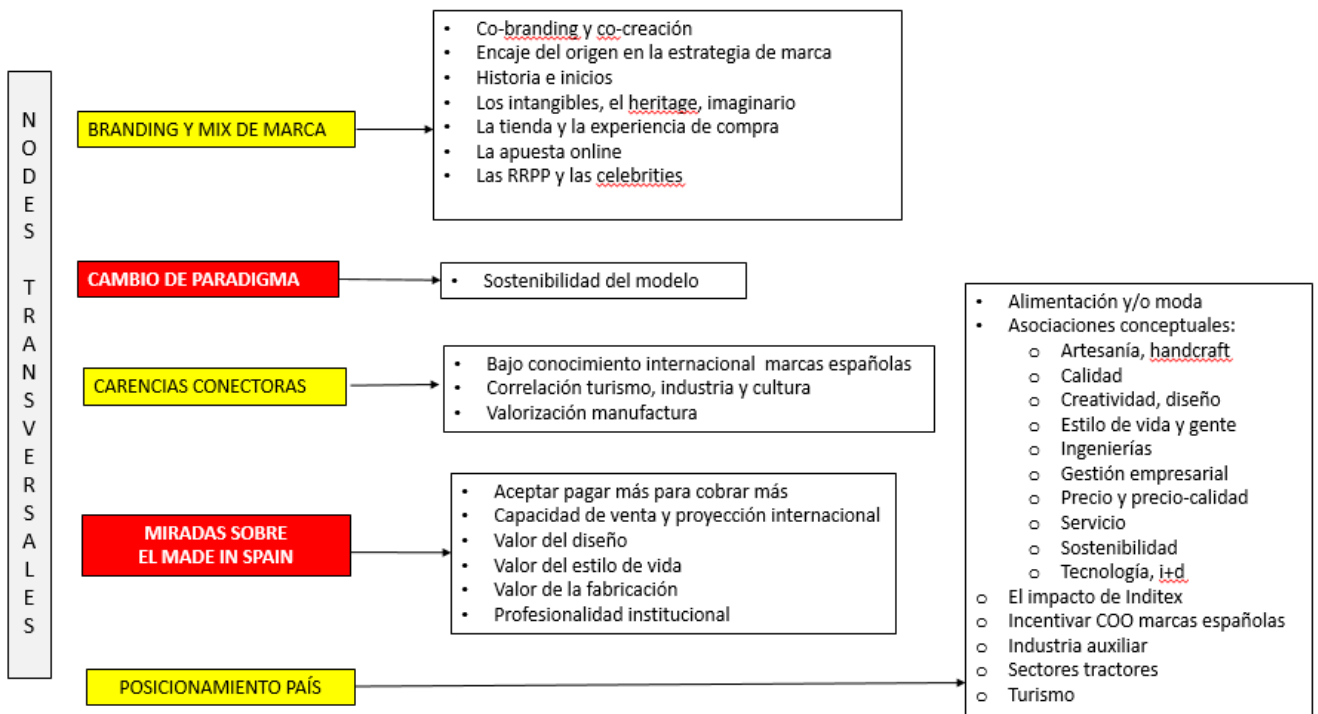 NODES TRANSVERSALES
BRANDING Y MIX DE MARCA
• Co-branding y co-creación
• Encaje del origen en la estrategia de marca
• Historia e inicios
• Los intangibles, el heritage, imaginario
• La tienda y la experiencia de compra
• La apuesta online
• Las RRPP y las celebrities
CAMBIO DE PARADIGMA
• Sostenibilidad del modelo
CARENCIAS CONECTORAS
• Bajo conocimiento internacional marcas españolas
• Correlación turismo, industria y cultura
• Valorización manufactura
MIRADAS SOBRE
EL MADE IN SPAIN
• Aceptar pagar más para cobrar más
• Capacidad de venta y proyección internacional
• Valor del diseño
• Valor del estilo de vida
• Valor de la fabricación
• Profesionalidad institucional
POSICIONAMIENTO PAÍS
• Alimentación y/o moda
• Asociaciones conceptuales:
o Artesanía, handcraft
o Calidad
o Creatividad, diseño
o Estilo de vida y gente
o Ingenierías
o Gestión empresarial
o Precio y precio-calidad
o Servicio
o Sostenibilidad
o Tecnología, i+d
o El impacto de Inditex
o Incentivar COO marcas españolas
o Industria auxiliar
o Sectores tractores
o Turismo